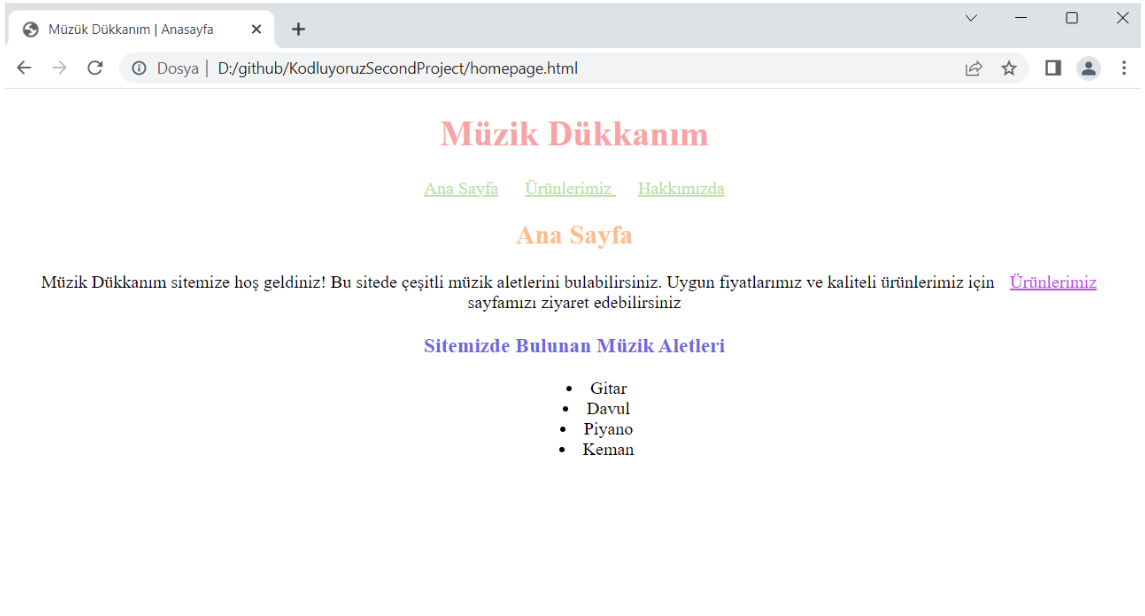 Müzük Dükkanım | Anasayfa
Dosya | D:/github/KodluyoruzSecondProject/homepage.html
Müzik Dükkanım
Ana Sayfa Ürünlerimiz Hakkımızda
Ana Sayfa
Müzik Dükkanım sitemize hoş geldiniz! Bu sitede çeşitli müzik aletlerini bulabilirsiniz. Uygun fiyatlarımız ve kaliteli ürünlerimiz için Ürünlerimiz
sayfamızı ziyaret edebilirsiniz
Sitemizde Bulunan Müzik Aletleri
• Gitar
• Davul
• Piyano
• Keman